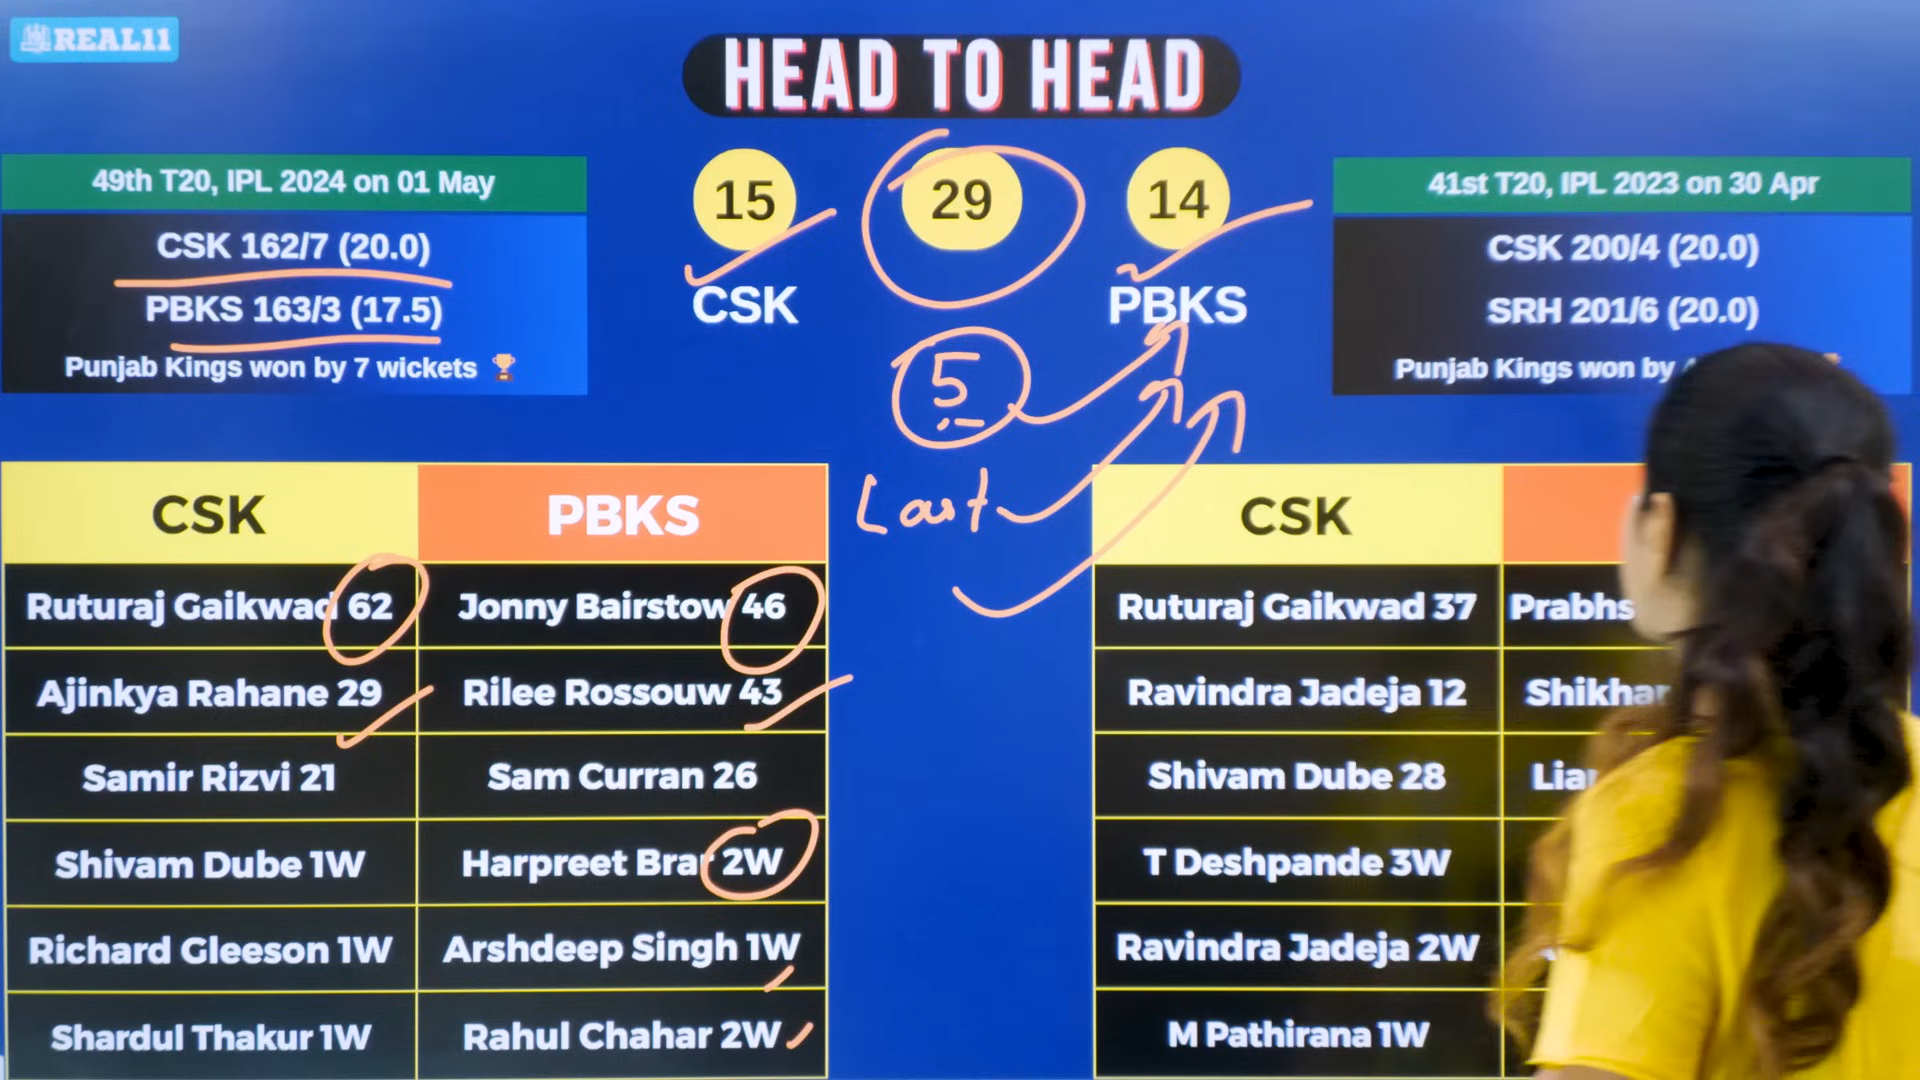 REAL11
HEAD TO HEAD
49th T20, IPL 2024 on 01 May
CSK 162/7 (20.0)
PBKS 163/3 (17.5)
Punjab Kings won by 7 wickets
15
29
14
CSK
PBKS
5
Last
41st T20, IPL 2023 on 30 Apr
CSK 200/4 (20.0)
SRH 201/6 (20.0)
Punjab Kings won by
CSK PBKS
Ruturaj Gaikwad 62 Jonny Bairstow 46
Ajinkya Rahane 29 Rilee Rossouw 43
Samir Rizvi 21 Sam Curran 26
Shivam Dube 1W Harpreet Brar 2W
Richard Gleeson 1W Arshdeep Singh 1W
Shardul Thakur 1W Rahul Chahar 2W
CSK
Ruturaj Gaikwad 37 Prabhs
Ravindra Jadeja 12 Shikhar
Shivam Dube 28
T Deshpande 3W
Ravindra Jadeja 2W
M Pathirana 1W